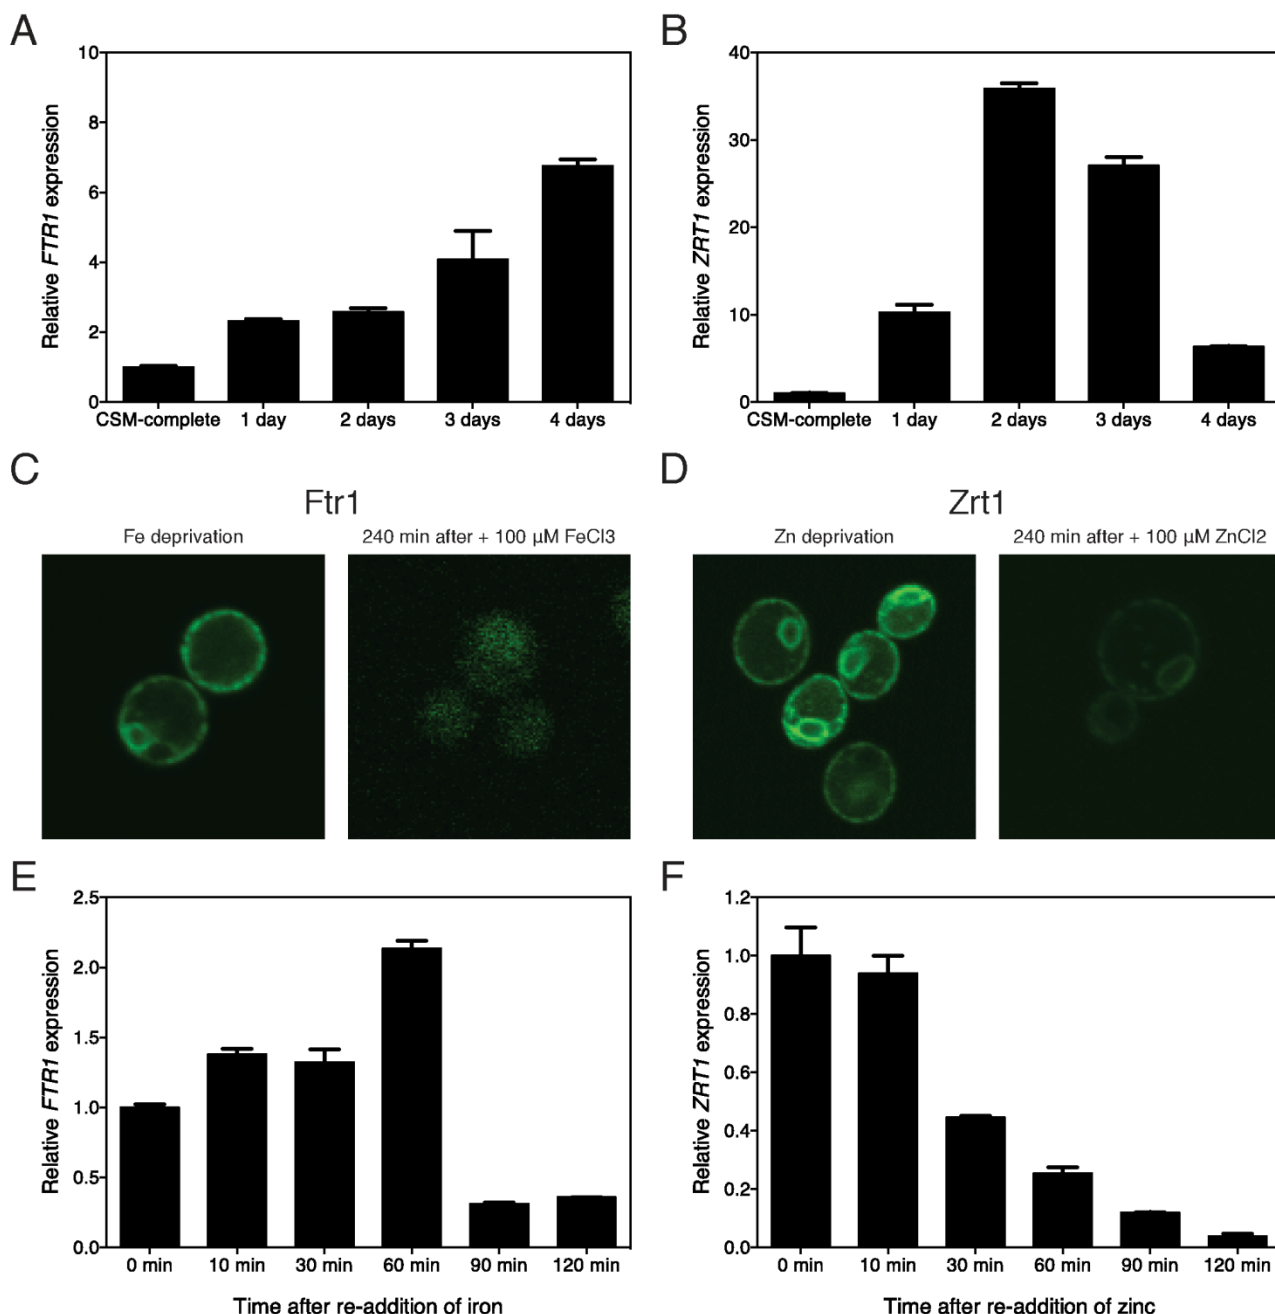 A
B
10
8
6
4
2
0
Relative FTR1 expression
CSM-complete 1 day 2 days 3 days 4 days
40
30
20
10
0
Relative ZRT1 expression
CSM-complete 1 day 2 days 3 days 4 days
C
D
Ftr1
Zrt1
Fe deprivation
240 min after + 100 µM FeCl3
Zn deprivation
240 min after + 100 µM ZnCl2
E
F
2.5
2.0
1.5
1.0
0.5
0.0
Relative FTR1 expression
0 min 10 min 30 min 60 min 90 min 120 min
Time after re-addition of iron
1.2
1.0
0.8
0.6
0.4
0.2
0.0
Relative ZRT1 expression
0 min 10 min 30 min 60 min 90 min 120 min
Time after re-addition of zinc